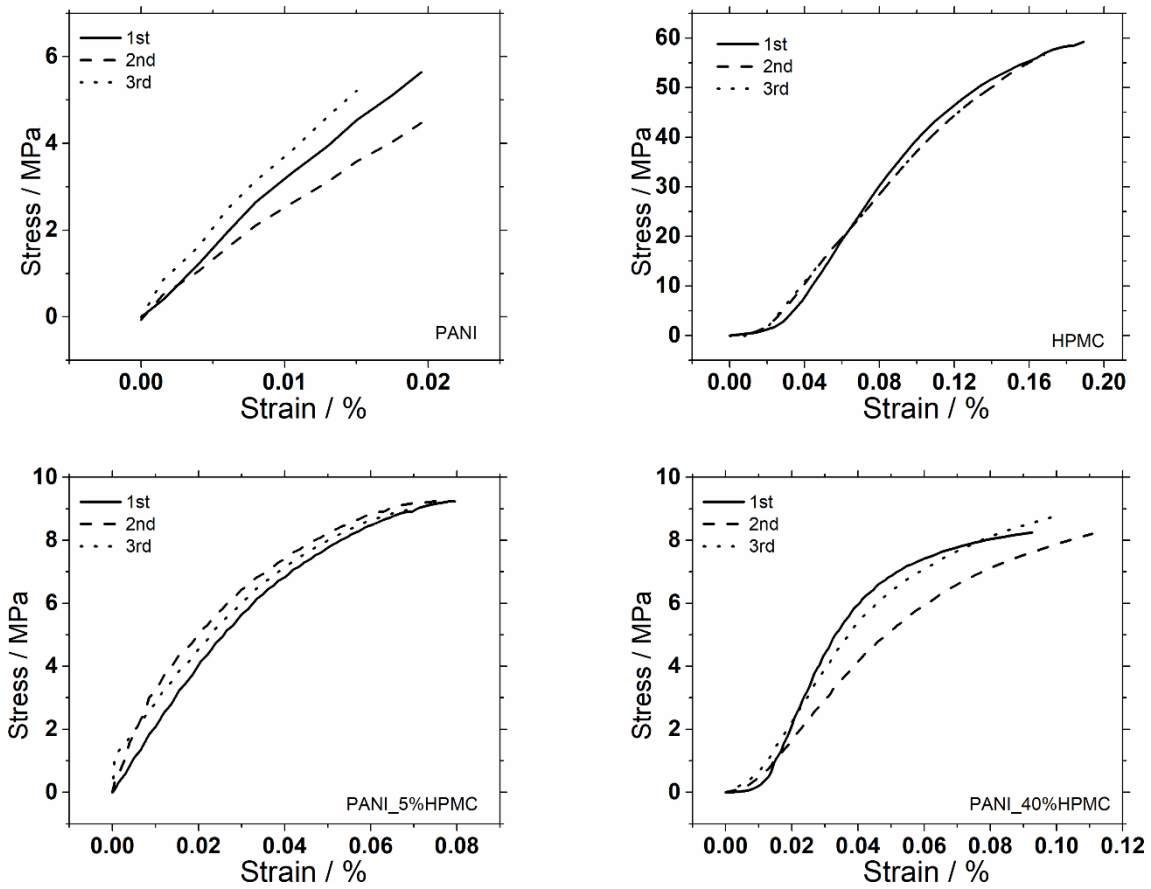 1st
2nd
3rd
6
4
2
0
Stress / MPa
PANI
0.00 0.01 0.02
Strain / %
1st
2nd
3rd
60
50
40
30
20
10
0
Stress / MPa
HPMC
0.00 0.04 0.08 0.12 0.16 0.20
Strain / %
1st
2nd
3rd
10
8
6
4
2
0
Stress / MPa
PANI_5%HPMC
0.00 0.02 0.04 0.06 0.08
Strain / %
1st
2nd
3rd
10
8
6
4
2
0
Stress / MPa
PANI_40%HPMC
0.00 0.02 0.04 0.06 0.08 0.10 0.12
Strain / %